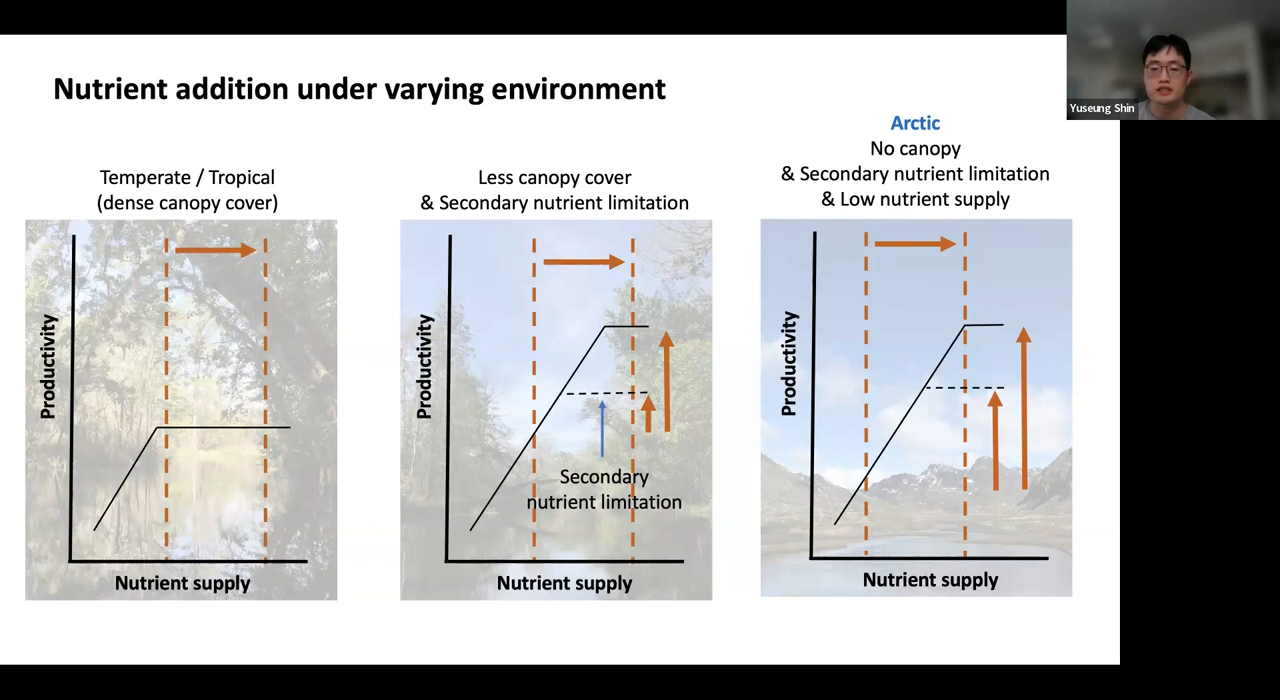 Nutrient addition under varying environment
Yuseung Shin
Temperate / Tropical
(dense canopy cover)
Productivity
Nutrient supply
Less canopy cover
& Secondary nutrient limitation
Productivity
Secondary
nutrient limitation
Nutrient supply
Arctic
No canopy
& Secondary nutrient limitation
& Low nutrient supply
Productivity
Nutrient supply